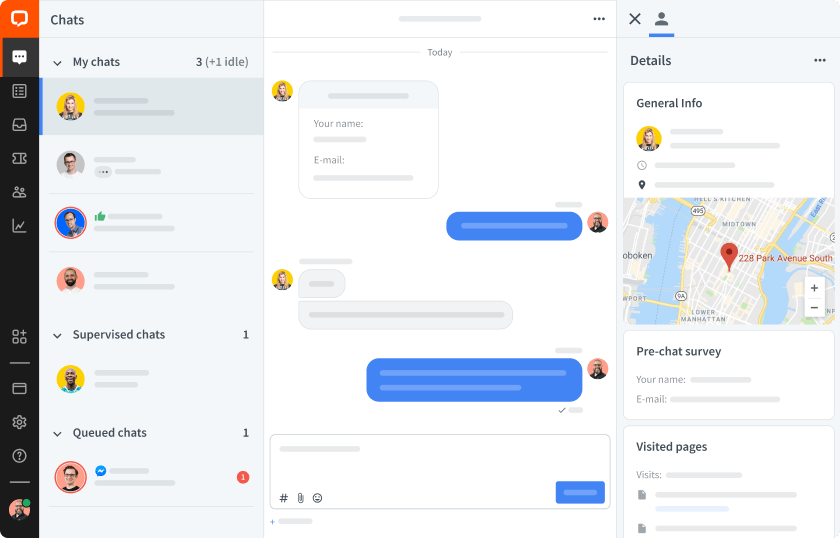 Chats
My chats
3 (+1 idle)
Supervised chats
1
Queued chats
1
1
Today
Your name:
E-mail:
#
+
Details
General Info
HELL'S KITCHEN
495
MIDTOWN
East R
oboken
228 Park Avenue South
9A
WPORT
LOWER
MANHATTAN
+
−
Pre-chat survey
Your name:
E-mail:
Visited pages
Visits: